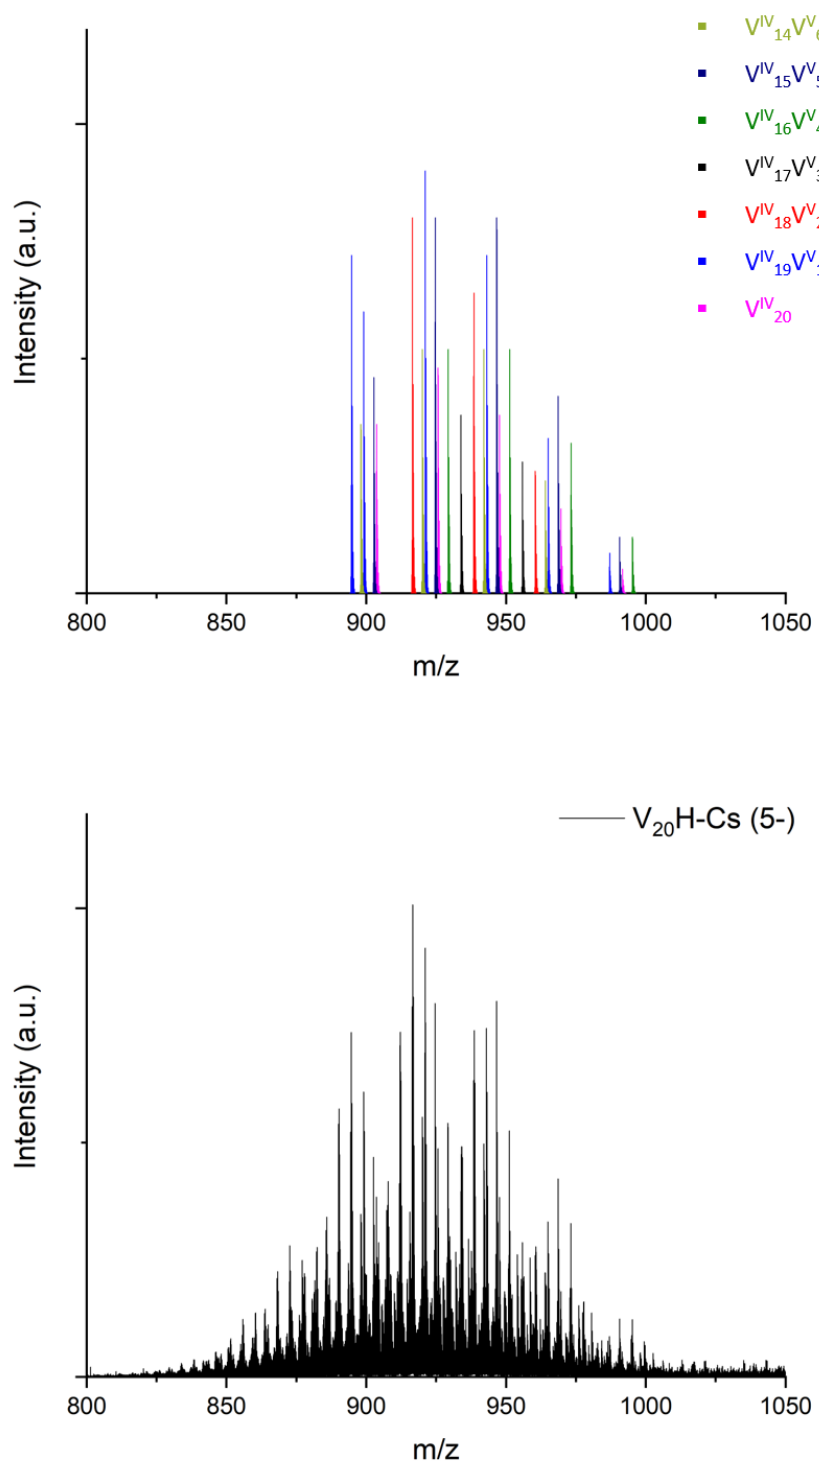 V^IV_14V^V_6
V^IV_15V^V_5
V^IV_16V^V_4
V^IV_17V^V_3
V^IV_18V^V_2
V^IV_19V^V_1
V^IV_20
Intensity (a.u.)
800 850 900 950 1000 1050
m/z
V₂₀H-Cs (5-)
Intensity (a.u.)
800 850 900 950 1000 1050
m/z